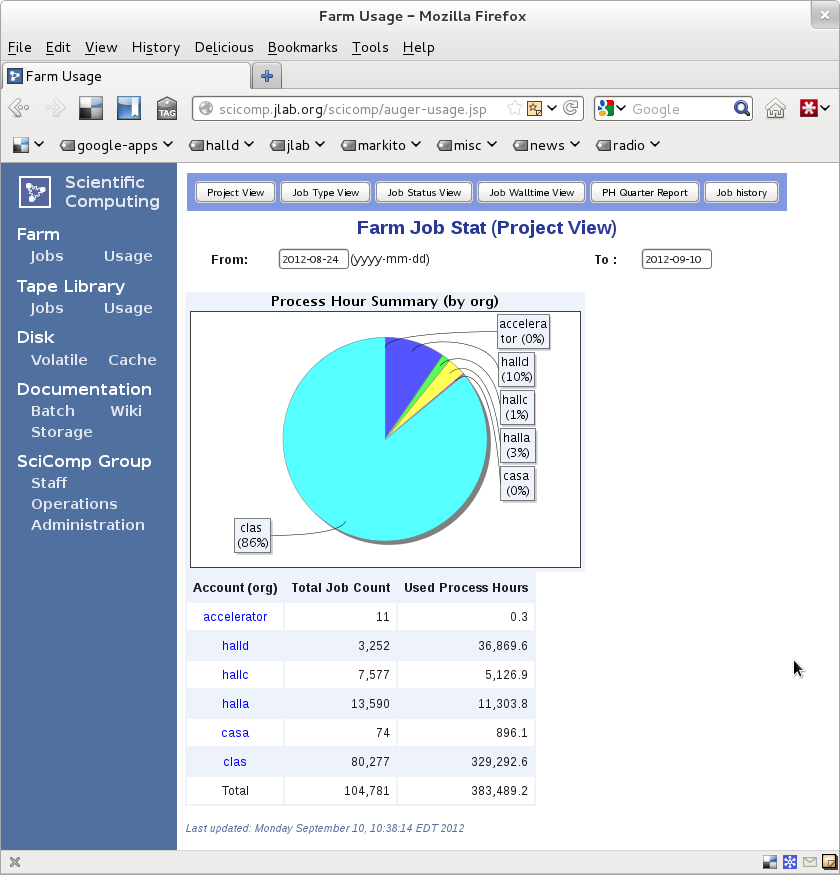 Farm Usage – Mozilla Firefox
File Edit View History Delicious Bookmarks Tools Help
Farm Usage
TAG scicomp.jlab.org/scicomp/auger-usage.jsp Google
google-apps halld jlab markito misc news radio
Scientific
Computing
Farm
Jobs Usage
Tape Library
Jobs Usage
Disk
Volatile Cache
Documentation
Batch Wiki
Storage
SciComp Group
Staff
Operations
Administration
Project View Job Type View Job Status View Job Walltime View PH Quarter Report Job history
Farm Job Stat (Project View)
From: 2012-08-24 (yyyy-mm-dd) To : 2012-09-10
Process Hour Summary (by org)
accelera
tor (0%)
halld
(10%)
hallc
(1%)
halla
(3%)
casa
(0%)
clas
(86%)
Account (org) Total Job Count Used Process Hours
accelerator 11 0.3
halld 3,252 36,869.6
hallc 7,577 5,126.9
halla 13,590 11,303.8
casa 74 896.1
clas 80,277 329,292.6
Total 104,781 383,489.2
Last updated: Monday September 10, 10:38:14 EDT 2012